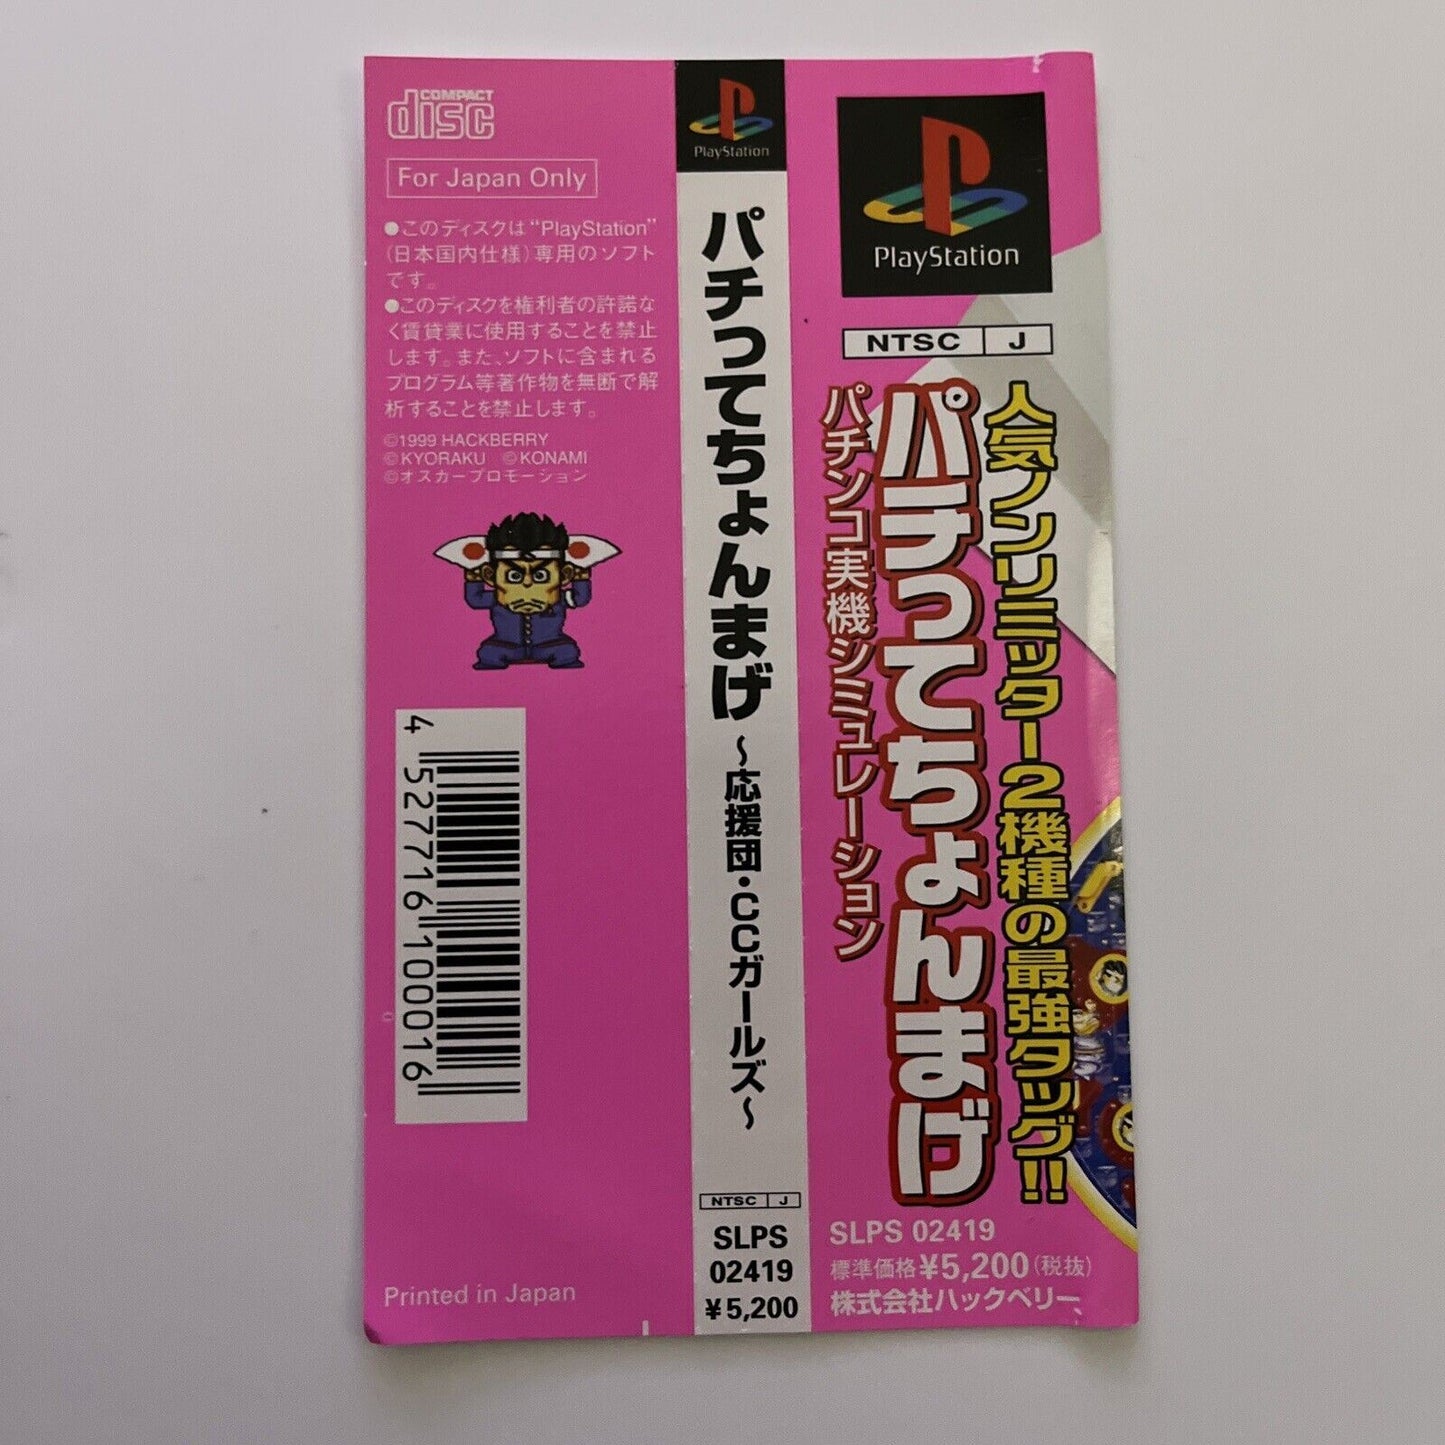 COMPACT
disc
For Japan Only
●このディスクは“PlayStation”
(日本国内仕様)専用のソフト
です。
●このディスクを権利者の許諾な
く賃貸業に使用することを禁止
します。また、ソフトに含まれる
プログラム等著作物を無断で解
析することを禁止します。
©1999 HACKBERRY
©KYORAKU ©KONAMI
©オスカープロモーション
4 527716 100016
Printed in Japan
PlayStation
パチってちょんまげ ～応援団・CCガールズ～
NTSC J
SLPS
02419
¥5,200
PlayStation
NTSC J
人気ノンリミッター2機種の最強タッグ!!
パチってちょんまげ
パチンコ実機シミュレーション
SLPS 02419
標準価格¥5,200(税抜)
株式会社ハックベリー